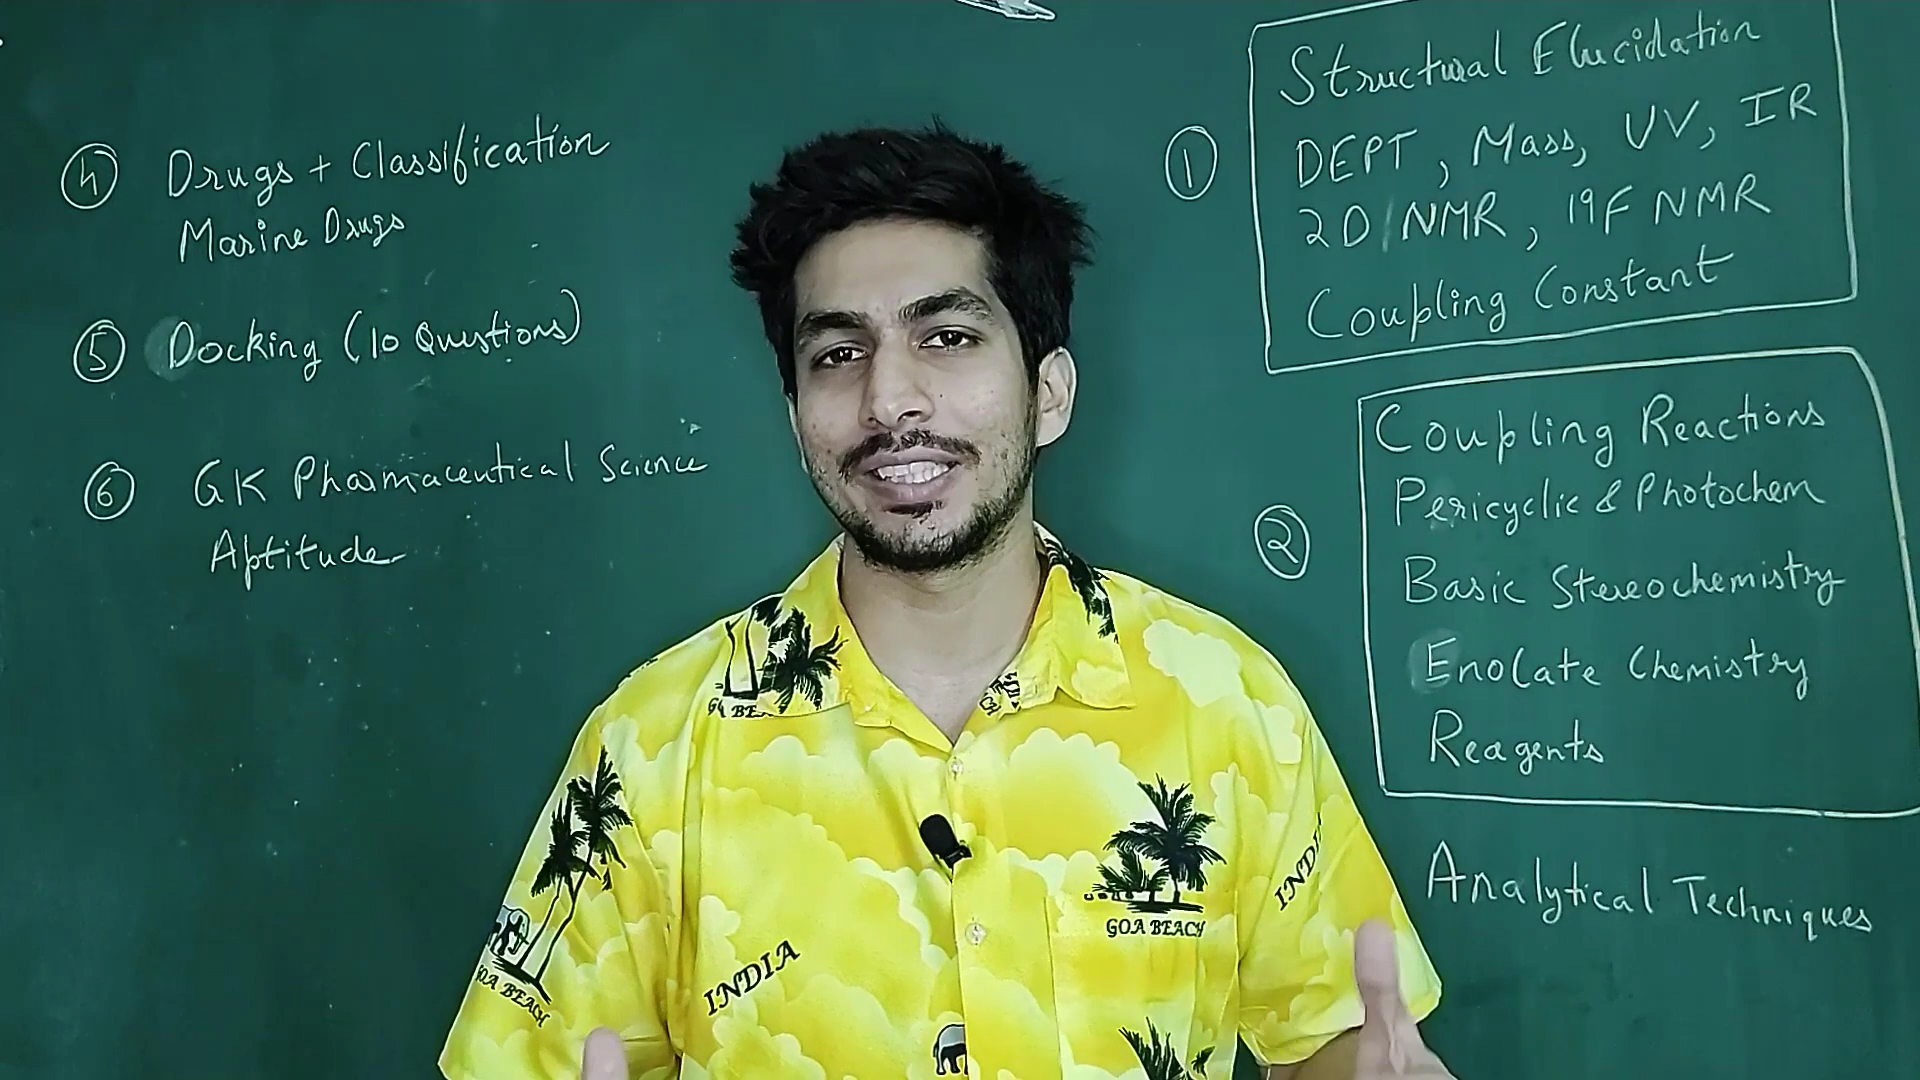 ④ Drugs + Classification
Marine Drugs
⑤ Docking (10 Questions)
⑥ GK Pharmaceutical Science
Aptitude
① Structural Elucidation
DEPT, Mass, UV, IR
2D NMR, 19F NMR
Coupling Constant
② Coupling Reactions
Pericyclic & Photochem
Basic Stereochemistry
Enolate Chemistry
Reagents
Analytical Techniques
GOA BEACH
INDIA
GOA BEACH
INDIA